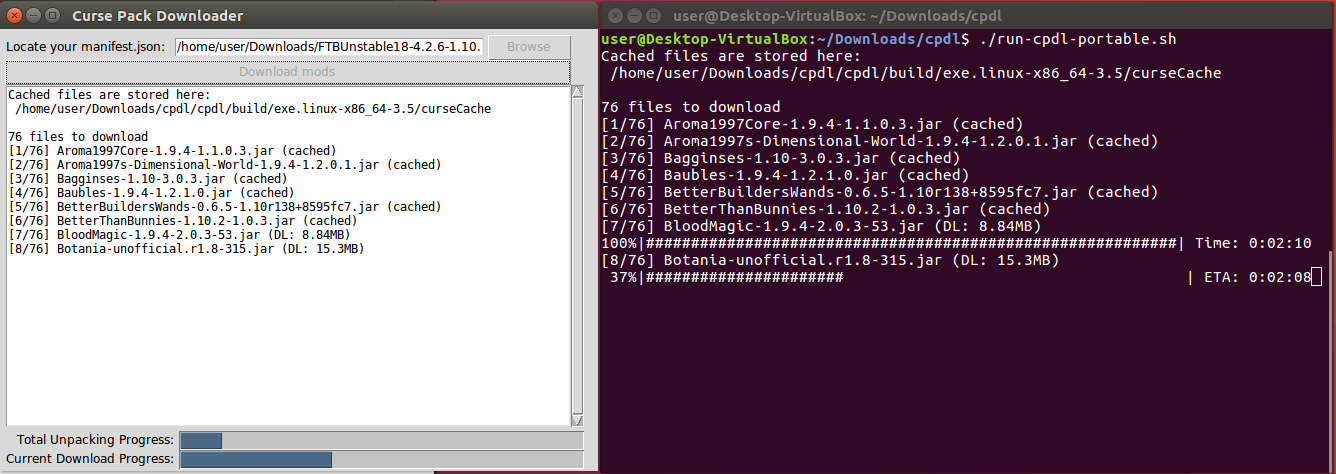 Curse Pack Downloader
Locate your manifest.json: /home/user/Downloads/FTBUnstable18-4.2.6-1.10. Browse
Download mods
Cached files are stored here:
/home/user/Downloads/cpdl/cpdl/build/exe.linux-x86_64-3.5/curseCache
76 files to download
[1/76] Aroma1997Core-1.9.4-1.1.0.3.jar (cached)
[2/76] Aroma1997s-Dimensional-World-1.9.4-1.2.0.1.jar (cached)
[3/76] Bagginses-1.10-3.0.3.jar (cached)
[4/76] Baubles-1.9.4-1.2.1.0.jar (cached)
[5/76] BetterBuildersWands-0.6.5-1.10r138+8595fc7.jar (cached)
[6/76] BetterThanBunnies-1.10.2-1.0.3.jar (cached)
[7/76] BloodMagic-1.9.4-2.0.3-53.jar (DL: 8.84MB)
[8/76] Botania-unofficial.r1.8-315.jar (DL: 15.3MB)
Total Unpacking Progress:
Current Download Progress:
user@Desktop-VirtualBox: ~/Downloads/cpdl
user@Desktop-VirtualBox:~/Downloads/cpdl$ ./run-cpdl-portable.sh
Cached files are stored here:
/home/user/Downloads/cpdl/cpdl/build/exe.linux-x86_64-3.5/curseCache
76 files to download
[1/76] Aroma1997Core-1.9.4-1.1.0.3.jar (cached)
[2/76] Aroma1997s-Dimensional-World-1.9.4-1.2.0.1.jar (cached)
[3/76] Bagginses-1.10-3.0.3.jar (cached)
[4/76] Baubles-1.9.4-1.2.1.0.jar (cached)
[5/76] BetterBuildersWands-0.6.5-1.10r138+8595fc7.jar (cached)
[6/76] BetterThanBunnies-1.10.2-1.0.3.jar (cached)
[7/76] BloodMagic-1.9.4-2.0.3-53.jar (DL: 8.84MB)
100%|###########################################################| Time: 0:02:10
[8/76] Botania-unofficial.r1.8-315.jar (DL: 15.3MB)
37%|###################### | ETA: 0:02:08